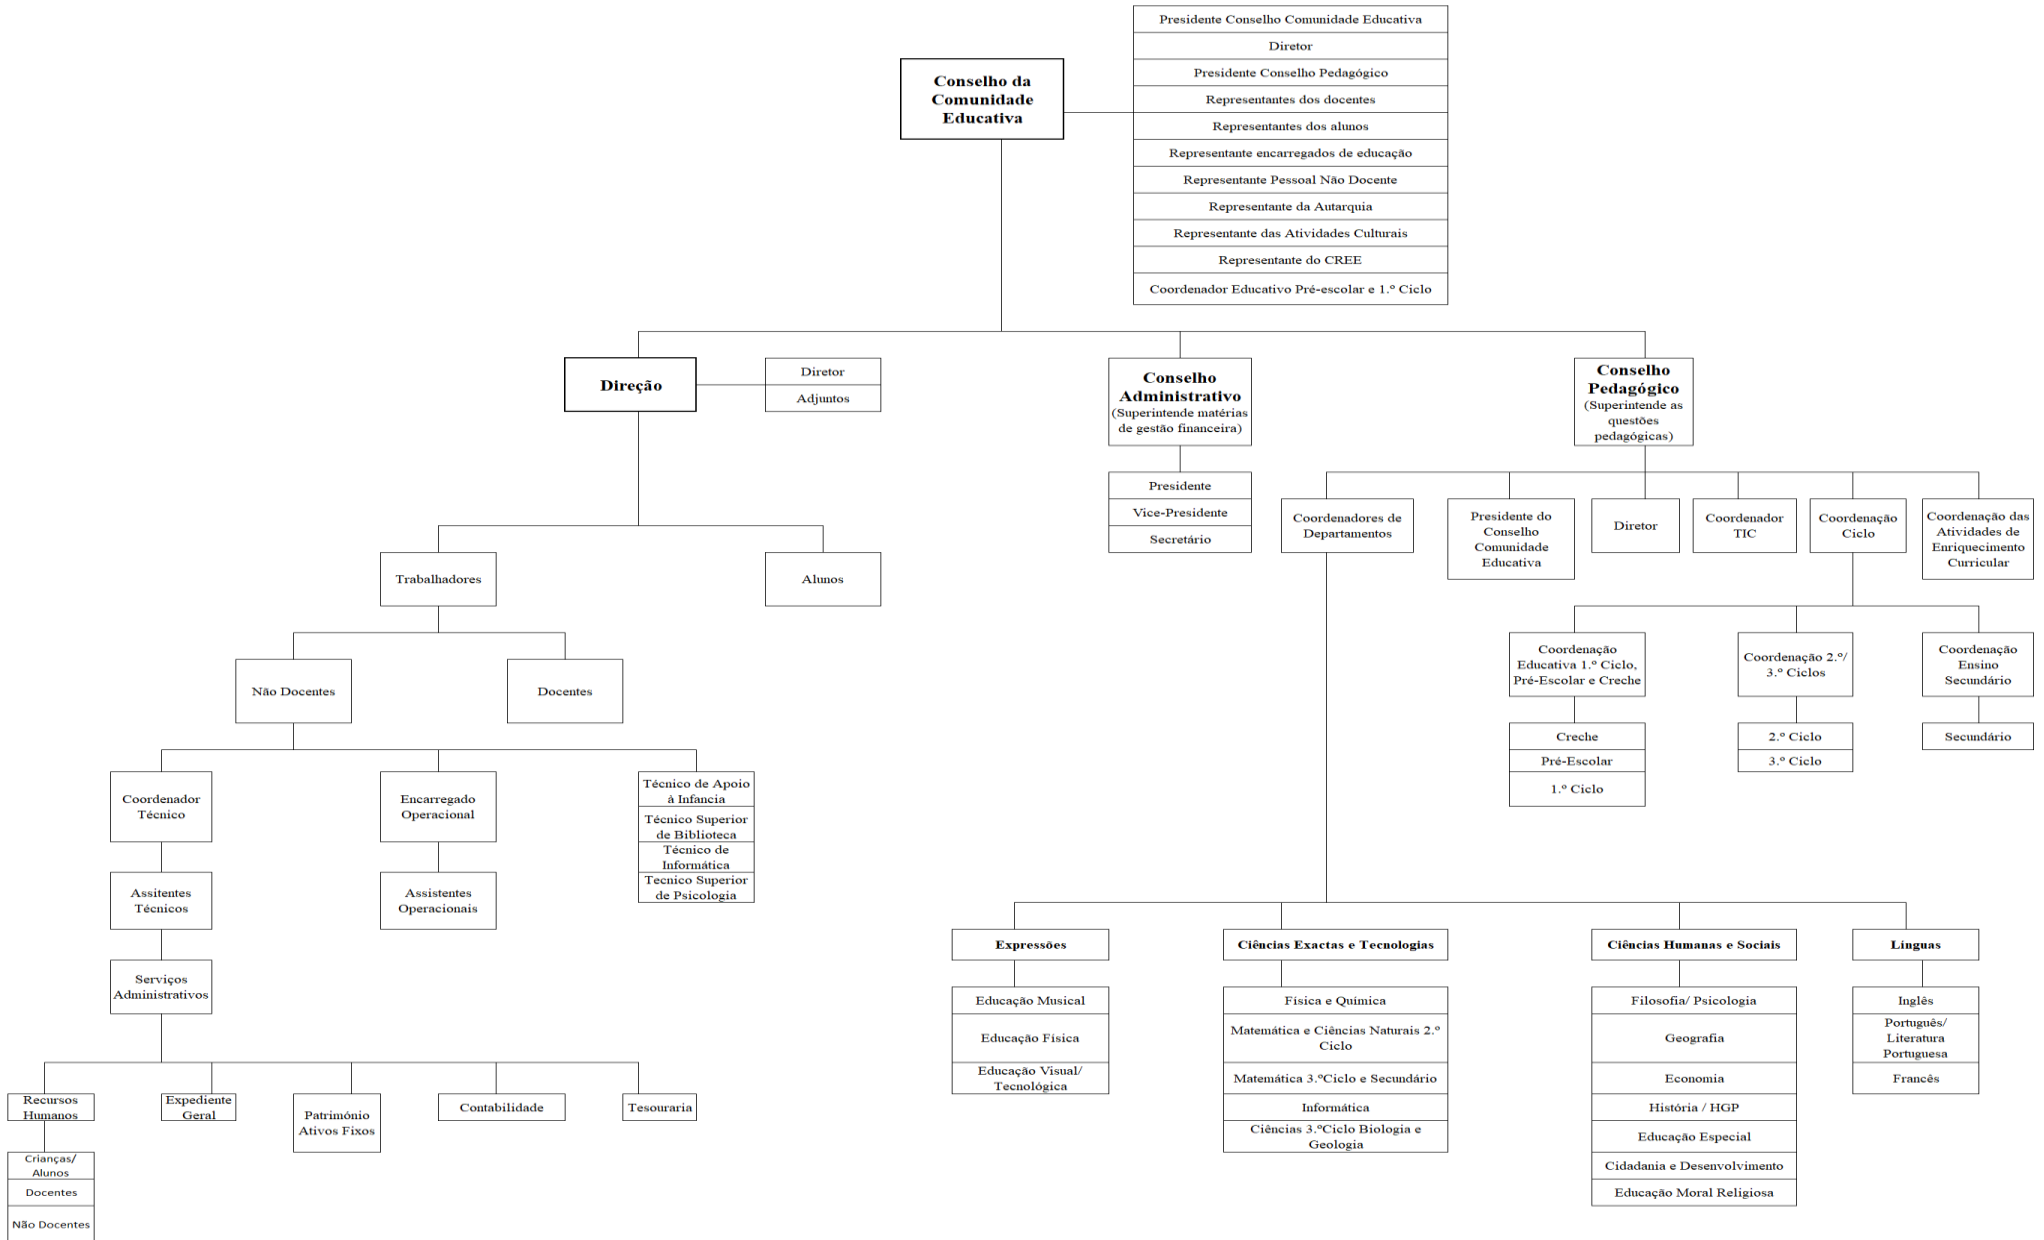 Presidente Conselho Comunidade Educativa
Diretor
Presidente Conselho Pedagógico
Representantes dos docentes
Representantes dos alunos
Representante encarregados de educação
Representante Pessoal Não Docente
Representante da Autarquia
Representante das Atividades Culturais
Representante do CREE
Coordenador Educativo Pré-escolar e 1.º Ciclo
Conselho da
Comunidade
Educativa
Direção
Diretor
Adjuntos
Conselho
Administrativo
(Superintende matérias
de gestão financeira)
Presidente
Vice-Presidente
Secretário
Conselho
Pedagógico
(Superintende as
questões
pedagógicas)
Coordenadores de
Departamentos
Presidente do
Conselho
Comunidade
Educativa
Diretor
Coordenador
TIC
Coordenação
Ciclo
Coordenação das
Atividades de
Enriquecimento
Curricular
Trabalhadores
Alunos
Não Docentes
Docentes
Coordenação
Educativa 1.º Ciclo,
Pré-Escolar e Creche
Creche
Pré-Escolar
1.º Ciclo
Coordenação 2.º/
3.º Ciclos
2.º Ciclo
3.º Ciclo
Coordenação
Ensino
Secundário
Secundário
Coordenador
Técnico
Encarregado
Operacional
Técnico de Apoio
à Infancia
Técnico Superior
de Biblioteca
Técnico de
Informática
Tecnico Superior
de Psicologia
Assitentes
Técnicos
Assistentes
Operacionais
Serviços
Administrativos
Recursos
Humanos
Expediente
Geral
Património
Ativos Fixos
Contabilidade
Tesouraria
Crianças/
Alunos
Docentes
Não Docentes
Expressões
Educação Musical
Educação Física
Educação Visual/
Tecnológica
Ciências Exactas e Tecnologias
Física e Química
Matemática e Ciências Naturais 2.º
Ciclo
Matemática 3.ºCiclo e Secundário
Informática
Ciências 3.ºCiclo Biologia e
Geologia
Ciências Humanas e Sociais
Filosofia/ Psicologia
Geografia
Economia
História / HGP
Educação Especial
Cidadania e Desenvolvimento
Educação Moral Religiosa
Línguas
Inglês
Português/
Literatura
Portuguesa
Francês